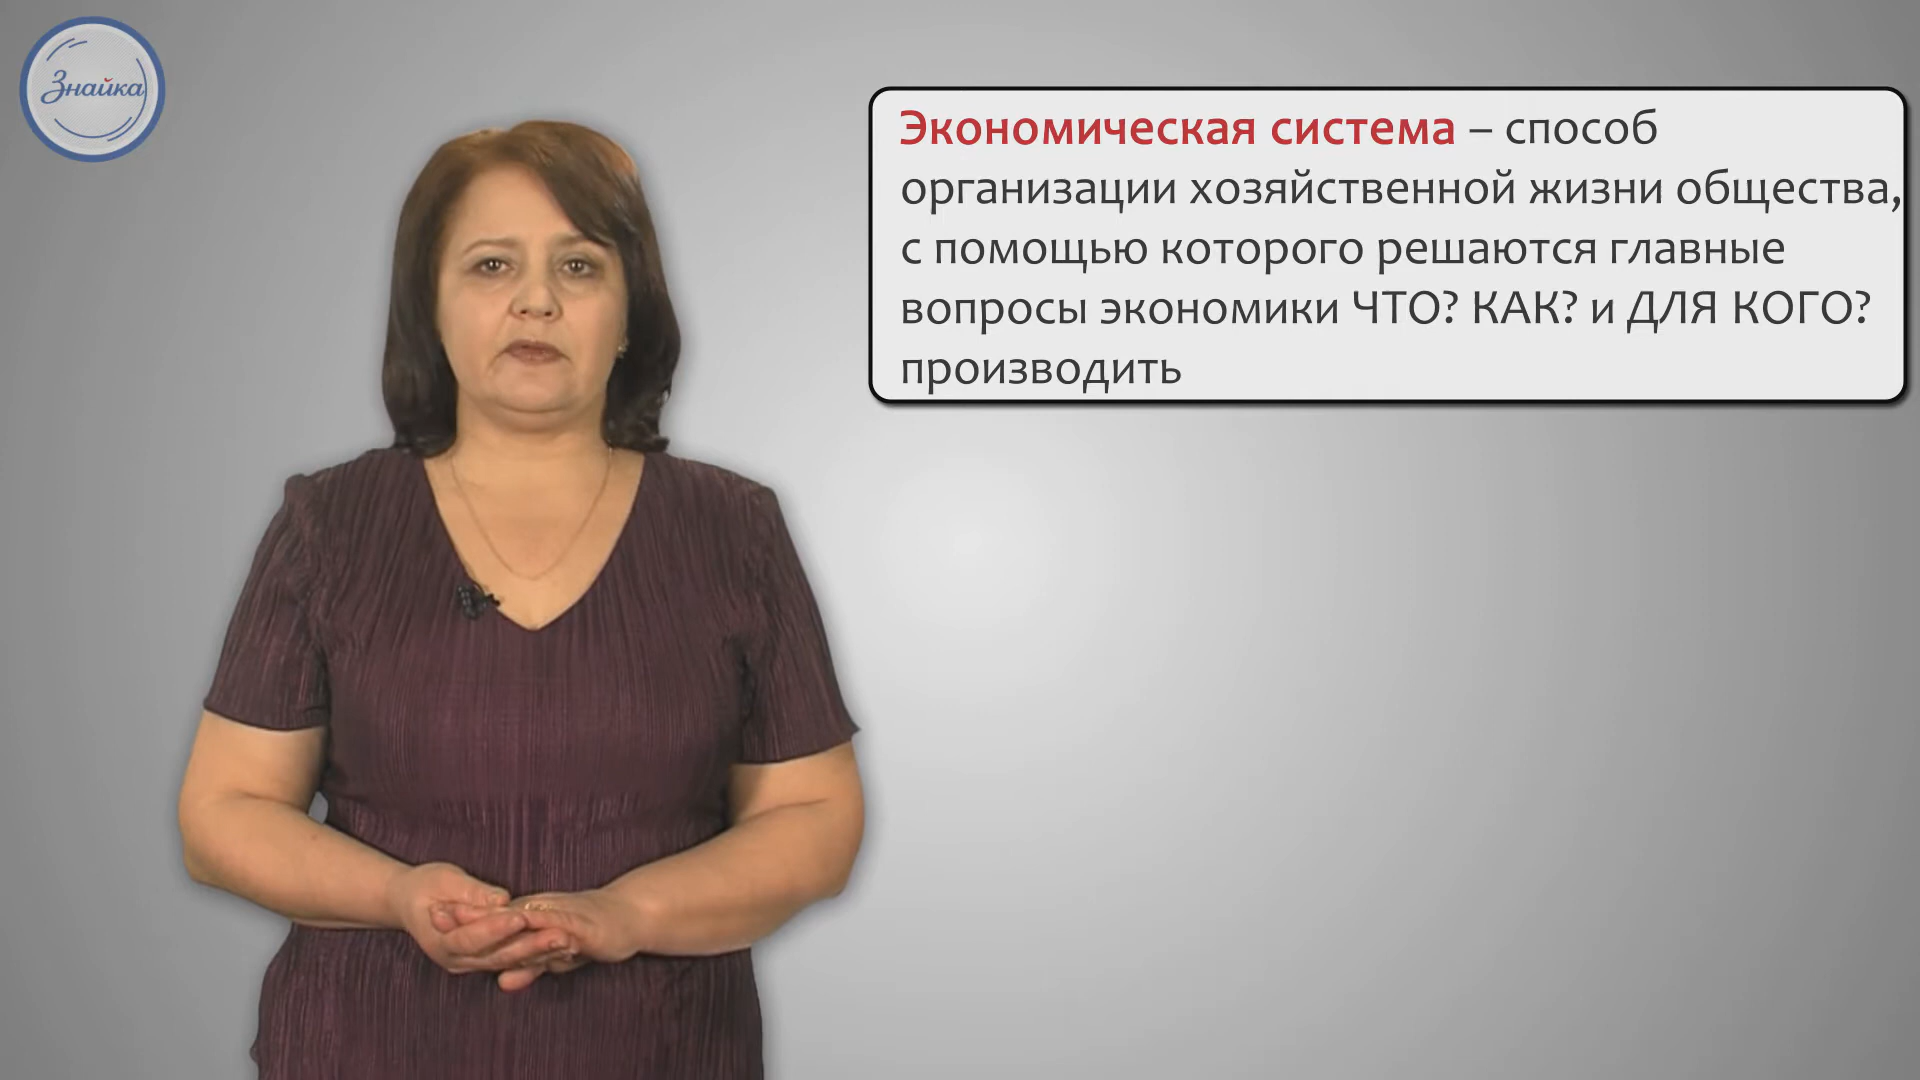 Знайка
Экономическая система – способ
организации хозяйственной жизни общества,
с помощью которого решаются главные
вопросы экономики ЧТО? КАК? и ДЛЯ КОГО?
производить